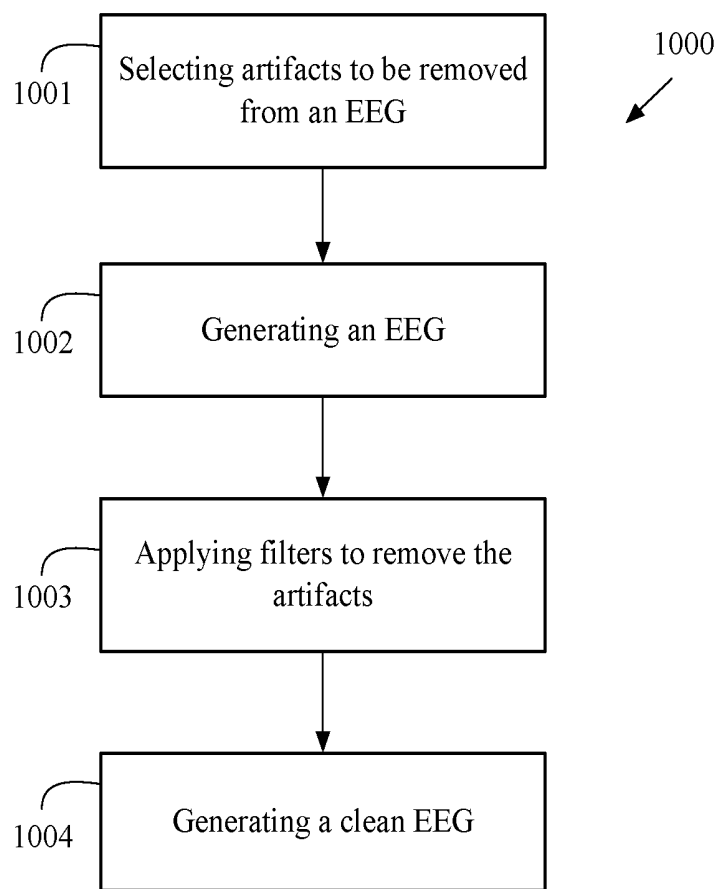 1000
1001
Selecting artifacts to be removed
from an EEG
1002
Generating an EEG
1003
Applying filters to remove the
artifacts
1004
Generating a clean EEG